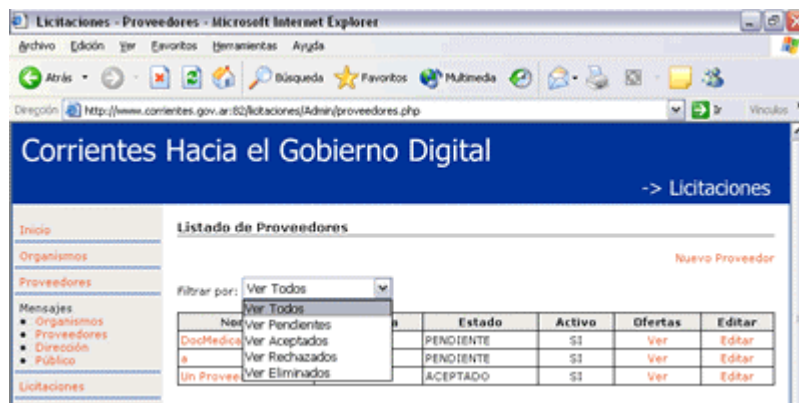 Licitaciones - Proveedores - Microsoft Internet Explorer
Archivo Edición Ver Favoritos Herramientas Ayuda
Atrás Búsqueda Favoritos Multimedia
Dirección http://www.corrientes.gov.ar:82/licitaciones/Admin/proveedores.php Ir Vínculos
Corrientes Hacia el Gobierno Digital
-> Licitaciones
Inicio
Organismos
Proveedores
Mensajes
Organismos
Proveedores
Dirección
Público
Licitaciones
Listado de Proveedores
Nuevo Proveedor
Filtrar por: Ver Todos
Ver Todos
Ver Pendientes
Ver Aceptados
Ver Rechazados
Ver Eliminados
Estado Activo Ofertas Editar
DocMedica PENDIENTE SI Ver Editar
a PENDIENTE SI Ver Editar
Un Provee ACEPTADO SI Ver Editar